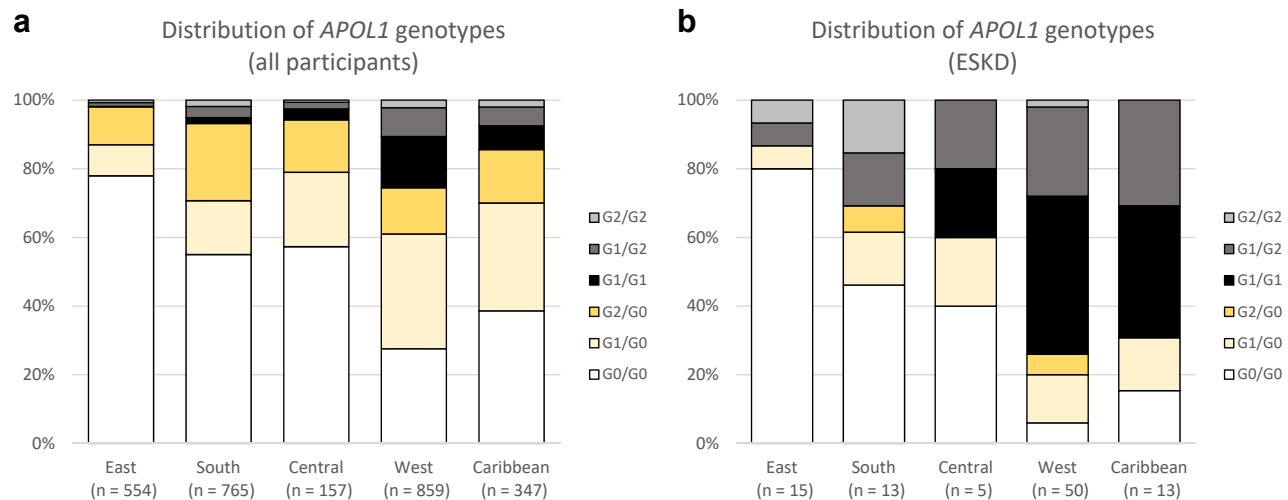 a
Distribution of APOL1 genotypes
(all participants)
100%
80%
60%
40%
20%
0%
East
(n = 554)
South
(n = 765)
Central
(n = 157)
West
(n = 859)
Caribbean
(n = 347)
G2/G2
G1/G2
G1/G1
G2/G0
G1/G0
G0/G0
b
Distribution of APOL1 genotypes
(ESKD)
100%
80%
60%
40%
20%
0%
East
(n = 15)
South
(n = 13)
Central
(n = 5)
West
(n = 50)
Caribbean
(n = 13)
G2/G2
G1/G2
G1/G1
G2/G0
G1/G0
G0/G0